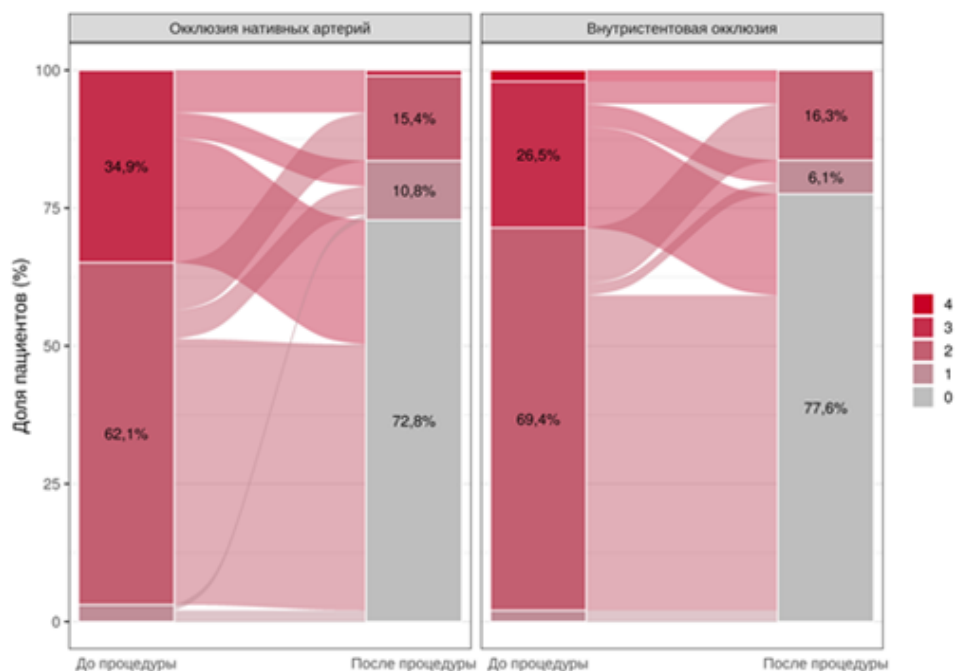 Окклюзия нативных артерий
Внутристентовая окклюзия
Доля пациентов (%)
100
75
50
25
0
34,9%
62,1%
15,4%
10,8%
72,8%
26,5%
69,4%
16,3%
6,1%
77,6%
4
3
2
1
0
До процедуры
После процедуры
До процедуры
После процедуры